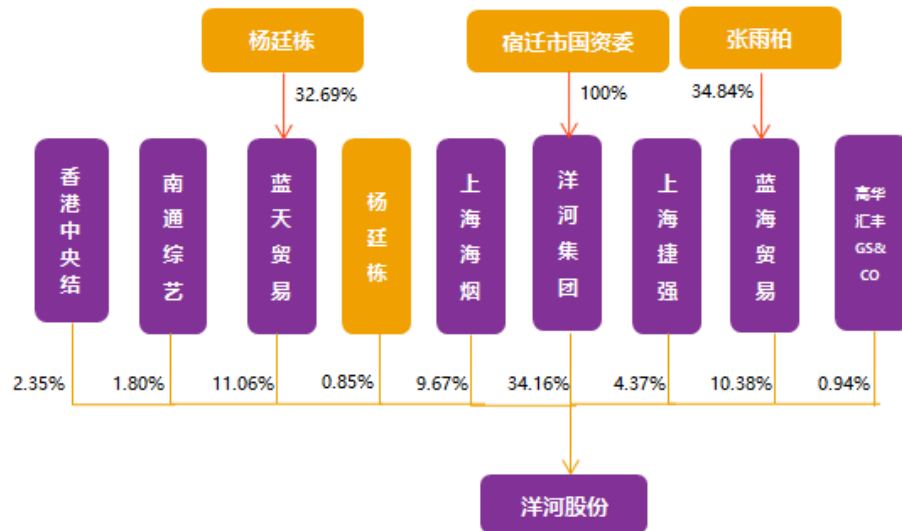 杨廷栋
宿迁市国资委
张雨柏
32.69%
100%
34.84%
香港中央结
南通综艺
蓝天贸易
杨廷栋
上海海烟
洋河集团
上海捷强
蓝海贸易
高华
汇丰
GS&
CO
2.35%
1.80%
11.06%
0.85%
9.67%
34.16%
4.37%
10.38%
0.94%
洋河股份